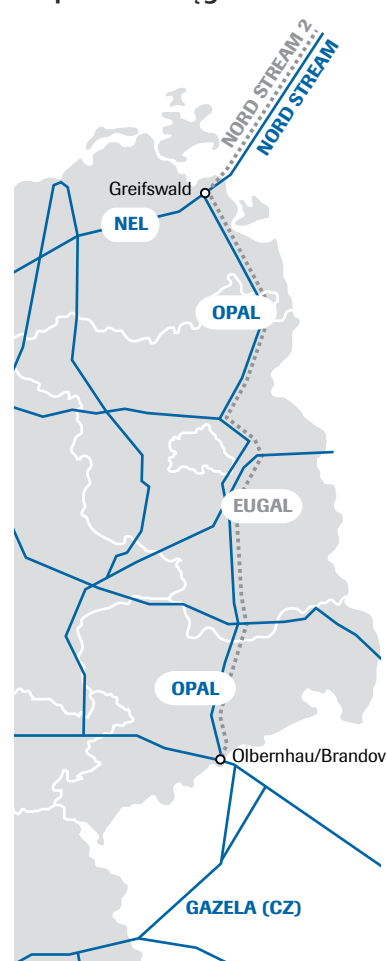 NORD STREAM 2
NORD STREAM
Greifswald
NEL
OPAL
EUGAL
OPAL
Olbernhau/Brandov
GAZELA (CZ)